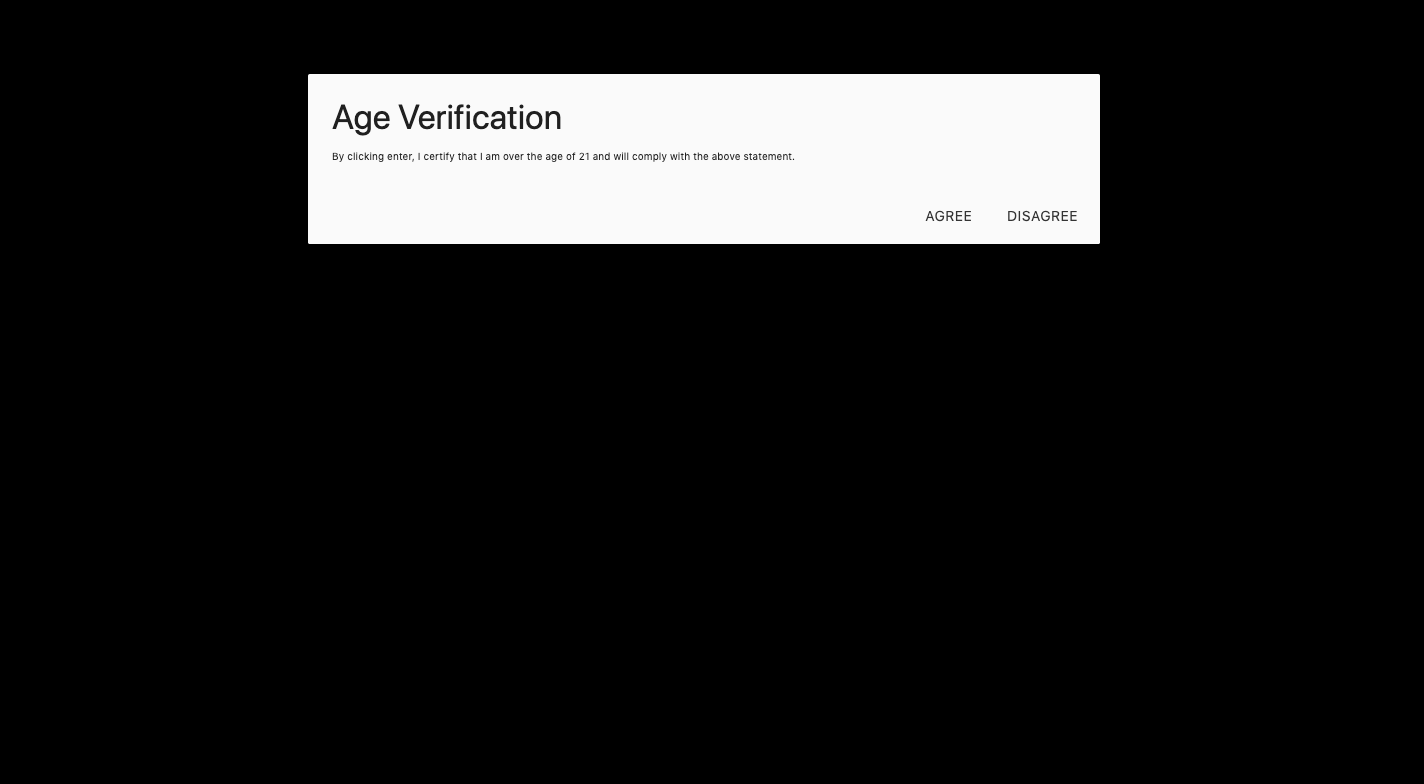 Age Verification
By clicking enter, I certify that I am over the age of 21 and will comply with the above statement.
AGREE DISAGREE